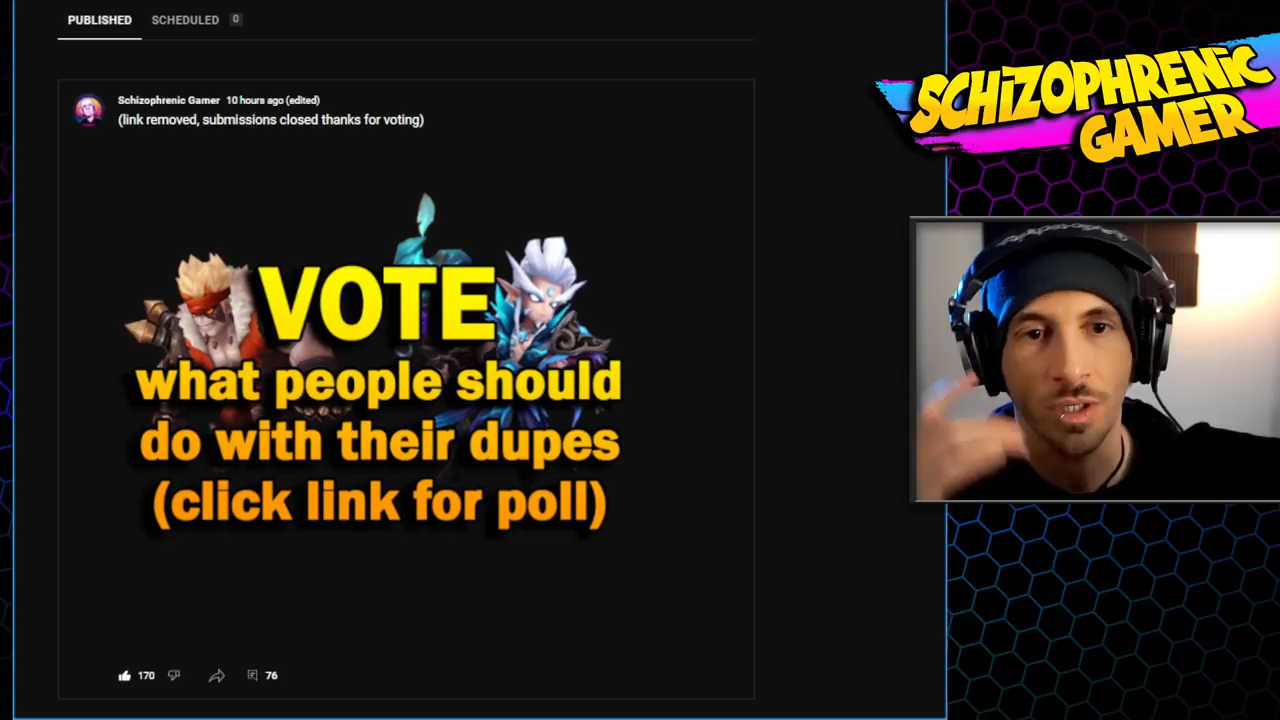 PUBLISHED SCHEDULED 0
Schizophrenic Gamer 10 hours ago (edited)
(link removed, submissions closed thanks for voting)
VOTE
what people should
do with their dupes
(click link for poll)
170 76
SCHIZOPHRENIC
GAMER